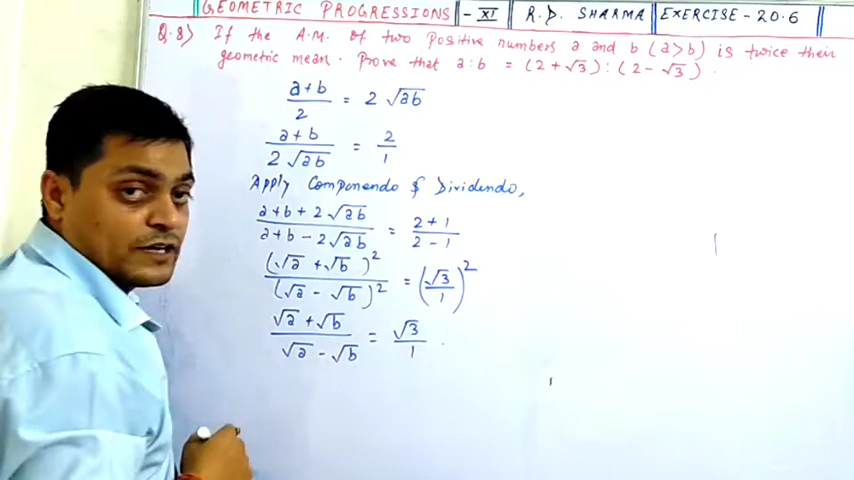 GEOMETRIC PROGRESSIONS - XI R.D. SHARMA EXERCISE - 20.6
Q.8) If the A.M. of two positive numbers a and b (a>b) is twice their
geometric mean. Prove that a:b = (2+√3):(2-√3).
(a+b)/2 = 2√ab
(a+b)/(2√ab) = 2/1
Apply Componendo & Dividendo,
(a+b+2√ab)/(a+b-2√ab) = (2+1)/(2-1)
(√a+√b)²/(√a-√b)² = (√3/1)²
(√a+√b)/(√a-√b) = √3/1.